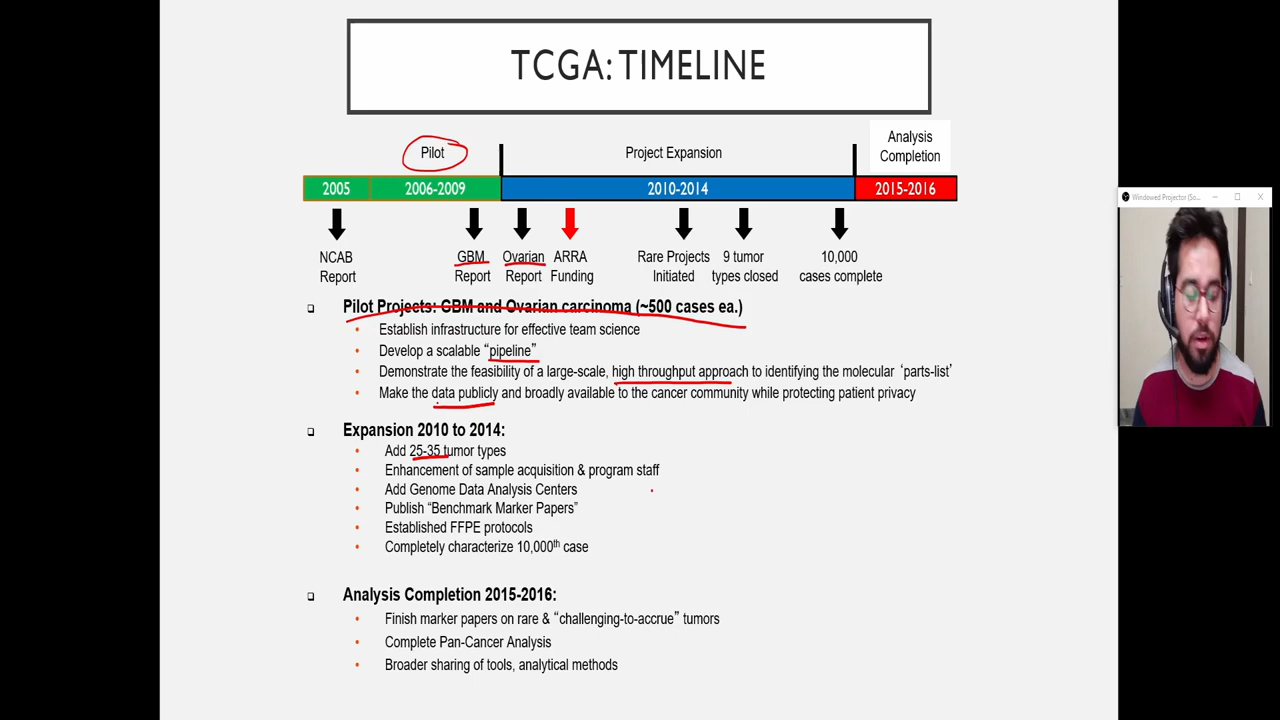 TCGA: TIMELINE
Analysis
Completion
Pilot
Project Expansion
2005
2006-2009
2010-2014
2015-2016
NCAB
Report
GBM
Report
Ovarian
Report
ARRA
Funding
Rare Projects
Initiated
9 tumor
types closed
10,000
cases complete
Pilot Projects: GBM and Ovarian carcinoma (~500 cases ea.)
• Establish infrastructure for effective team science
• Develop a scalable “pipeline”
• Demonstrate the feasibility of a large-scale, high throughput approach to identifying the molecular ‘parts-list’
• Make the data publicly and broadly available to the cancer community while protecting patient privacy
Expansion 2010 to 2014:
• Add 25-35 tumor types
• Enhancement of sample acquisition & program staff
• Add Genome Data Analysis Centers
• Publish “Benchmark Marker Papers”
• Established FFPE protocols
• Completely characterize 10,000th case
Analysis Completion 2015-2016:
• Finish marker papers on rare & “challenging-to-accrue” tumors
• Complete Pan-Cancer Analysis
• Broader sharing of tools, analytical methods
Windowed Projector (So...